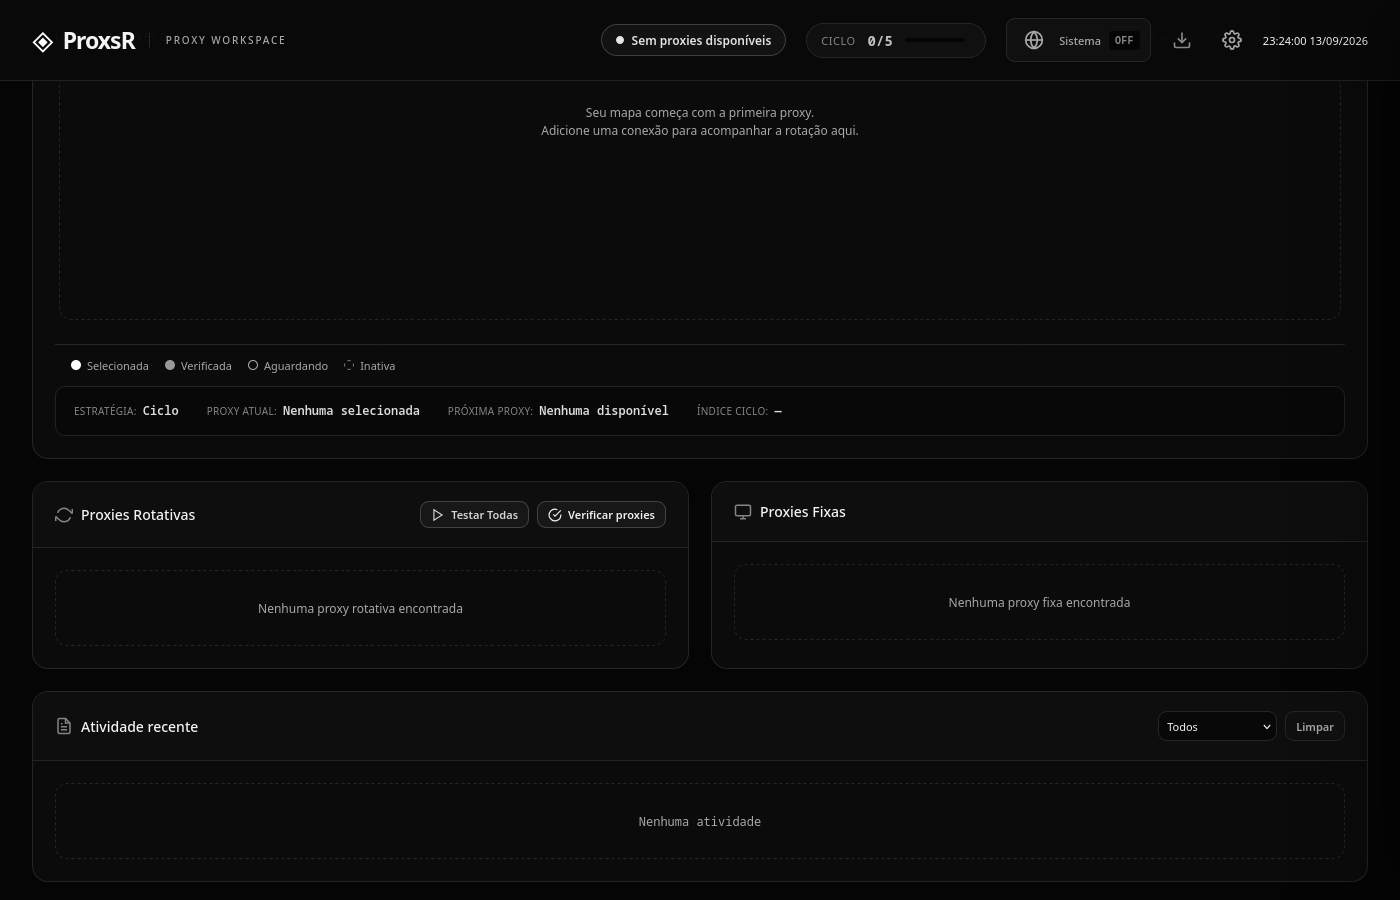 ProxsR
PROXY WORKSPACE
Sem proxies disponíveis
CICLO 0/5
Sistema OFF
23:24:00 13/09/2026
Seu mapa começa com a primeira proxy.
Adicione uma conexão para acompanhar a rotação aqui.
Selecionada Verificada Aguardando Inativa
ESTRATÉGIA: Ciclo PROXY ATUAL: Nenhuma selecionada PRÓXIMA PROXY: Nenhuma disponível ÍNDICE CICLO: —
Proxies Rotativas
Testar Todas
Verificar proxies
Nenhuma proxy rotativa encontrada
Proxies Fixas
Nenhuma proxy fixa encontrada
Atividade recente
Todos
Limpar
Nenhuma atividade